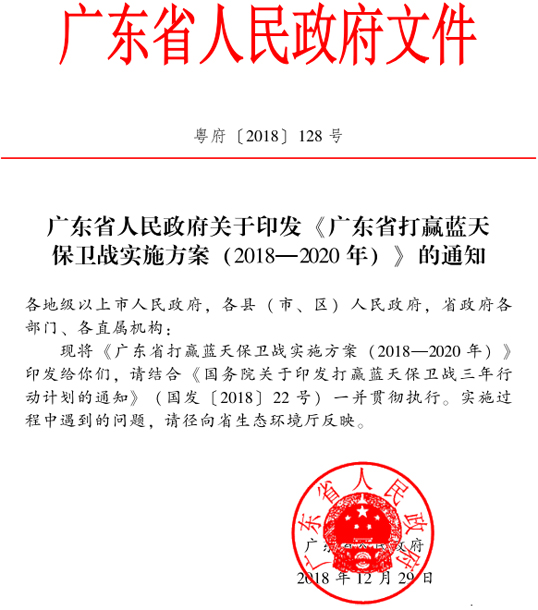 广东省人民政府文件
粤府〔2018〕128 号
广东省人民政府关于印发《广东省打赢蓝天
保卫战实施方案（2018—2020 年）》的通知
各地级以上市人民政府，各县（市、区）人民政府，省政府各
部门、各直属机构：
现将《广东省打赢蓝天保卫战实施方案（2018—2020 年）》
印发给你们，请结合《国务院关于印发打赢蓝天保卫战三年行
动计划的通知》（国发〔2018〕22 号）一并贯彻执行。实施过
程中遇到的问题，请径向省生态环境厅反映。
广东省人民政府
广东省人民政府
2018 年 12 月 29 日